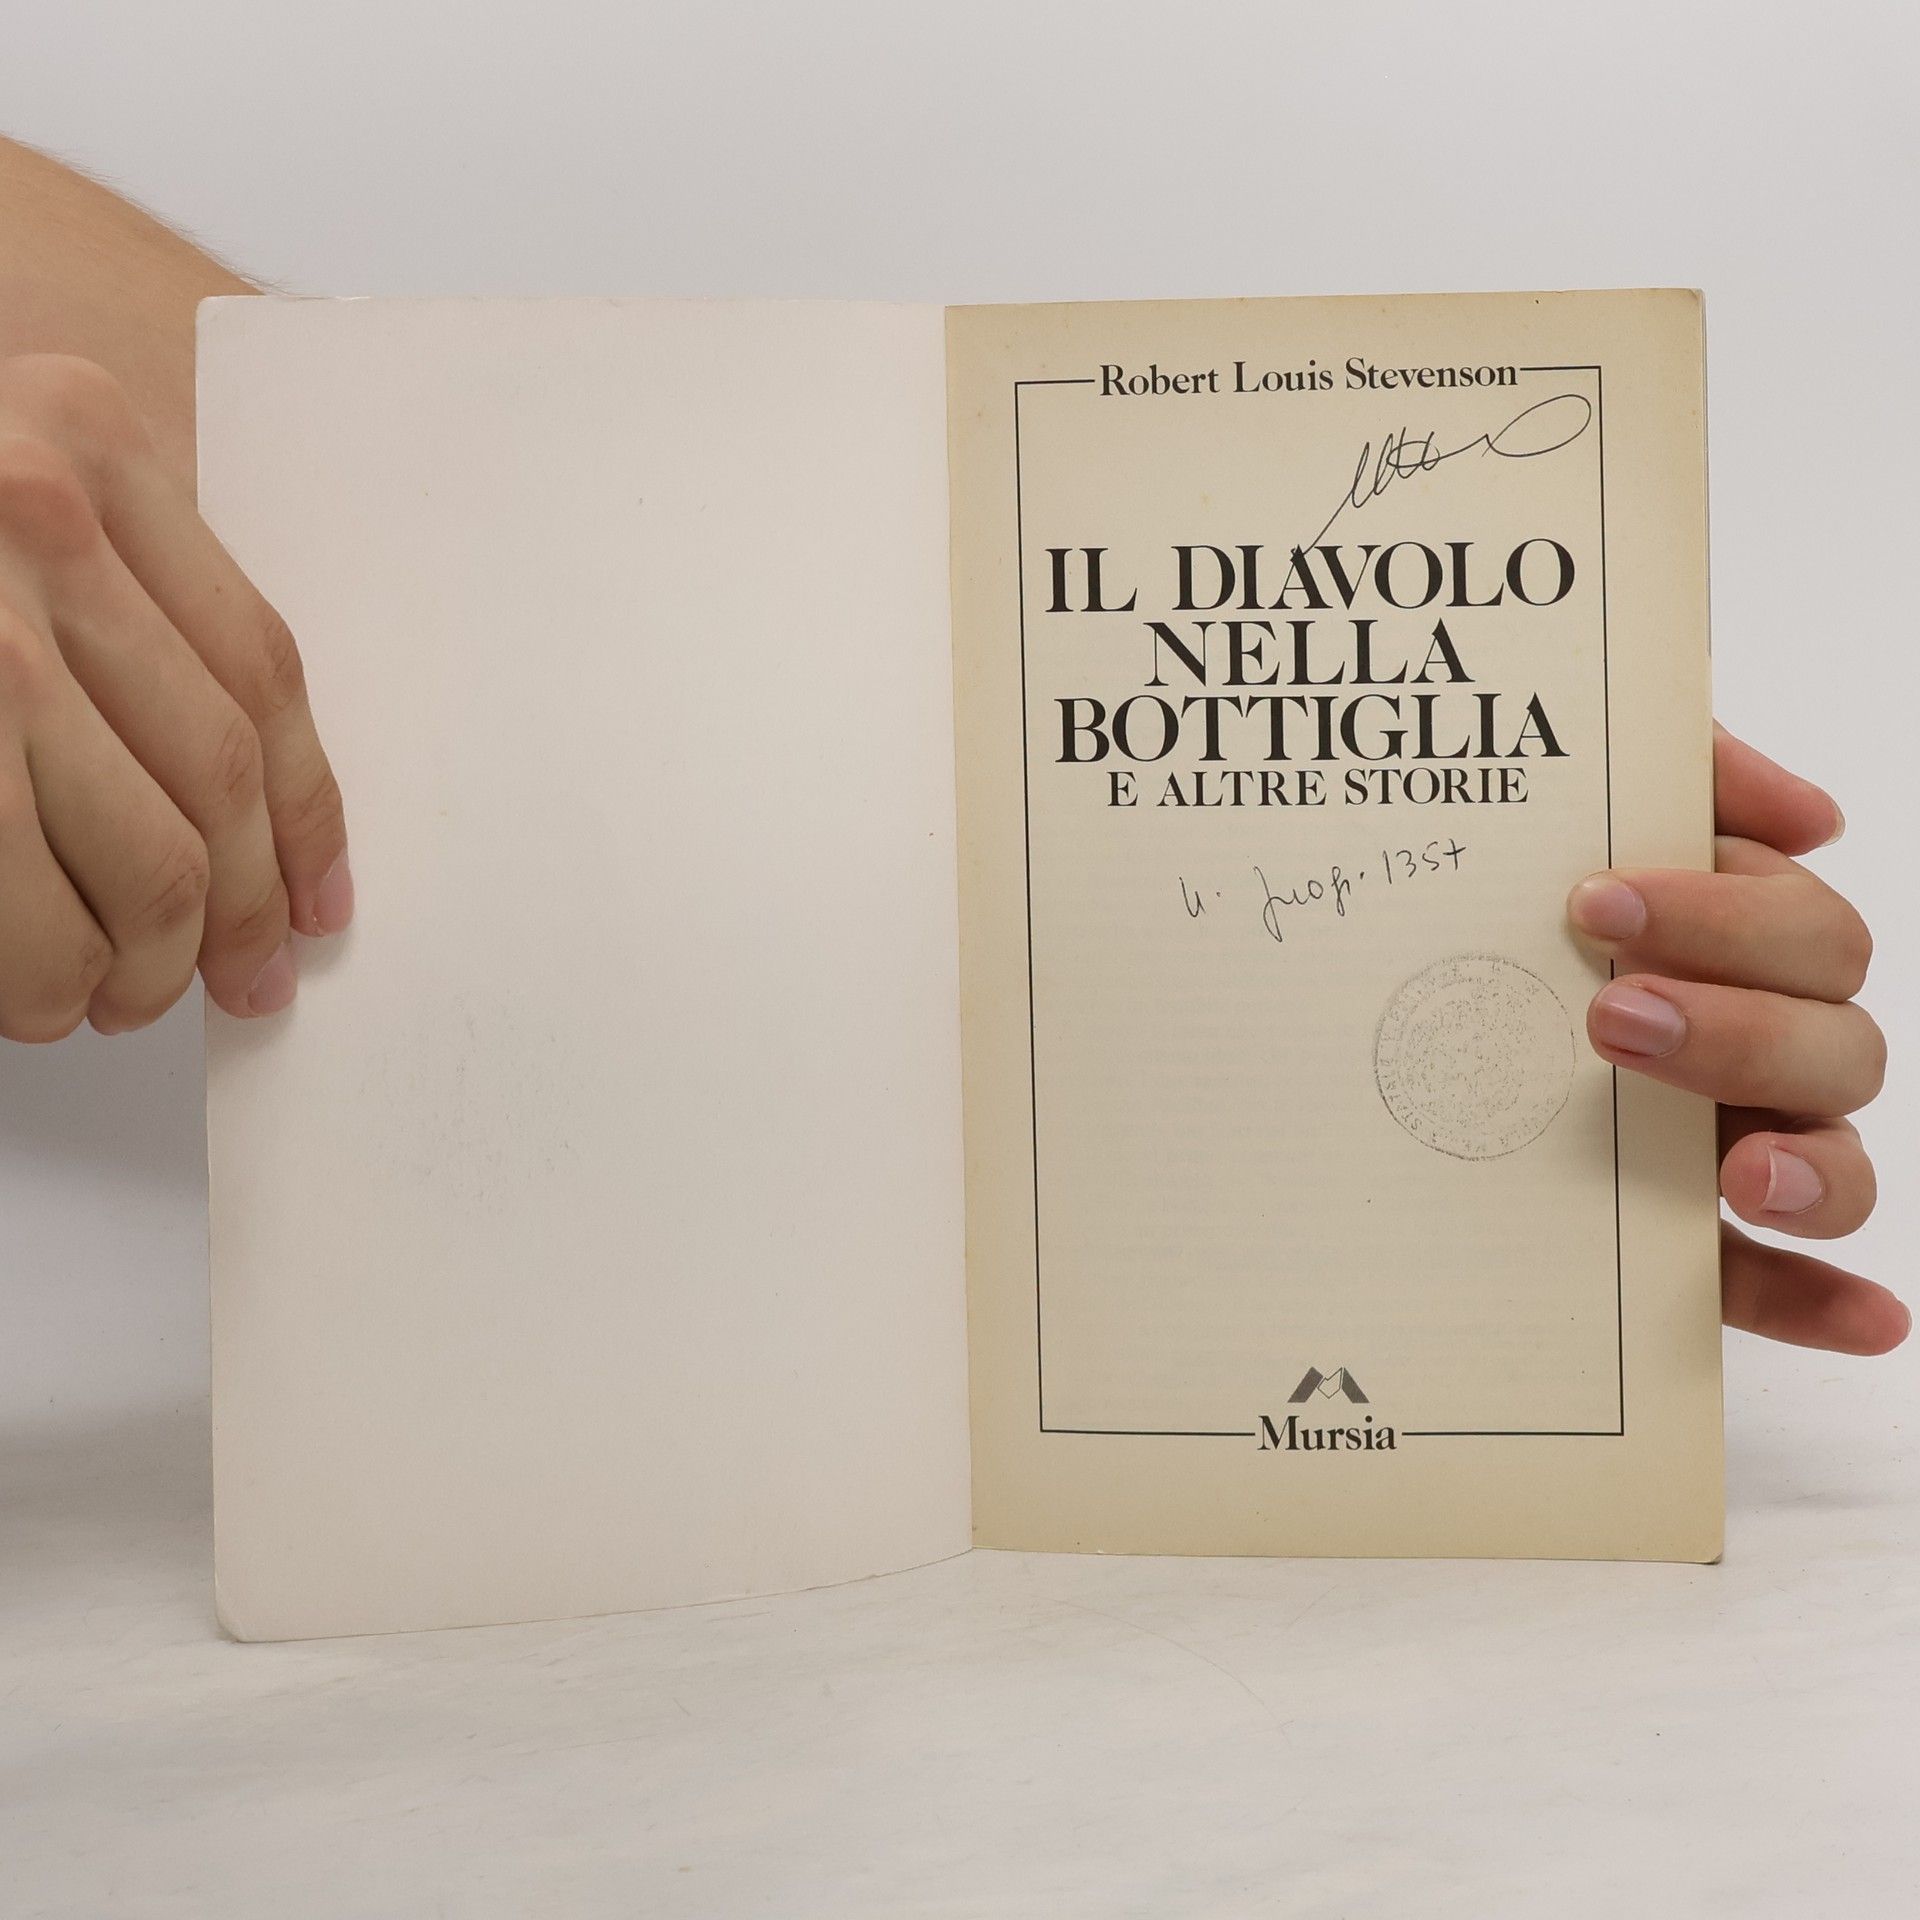 Robert Louis Stevenson
IL DIAVOLO
NELLA
BOTTIGLIA
E ALTRE STORIE
Mursia